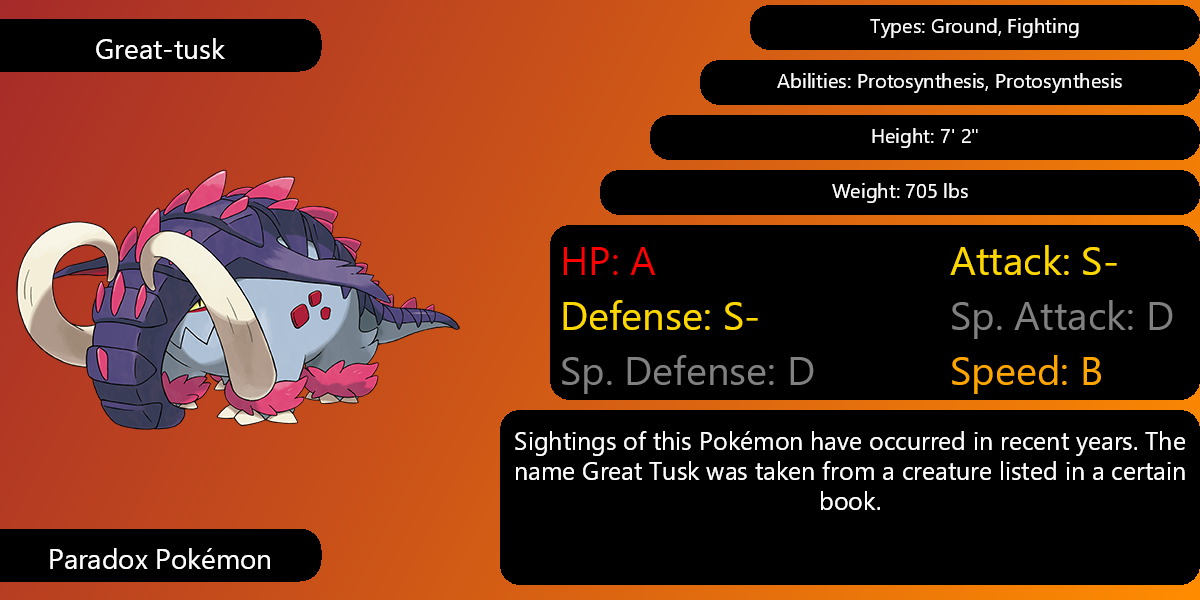 Great-tusk
Types: Ground, Fighting
Abilities: Protosynthesis, Protosynthesis
Height: 7' 2"
Weight: 705 lbs
HP: A
Attack: S-
Defense: S-
Sp. Attack: D
Sp. Defense: D
Speed: B
Sightings of this Pokémon have occurred in recent years. The
name Great Tusk was taken from a creature listed in a certain
book.
Paradox Pokémon